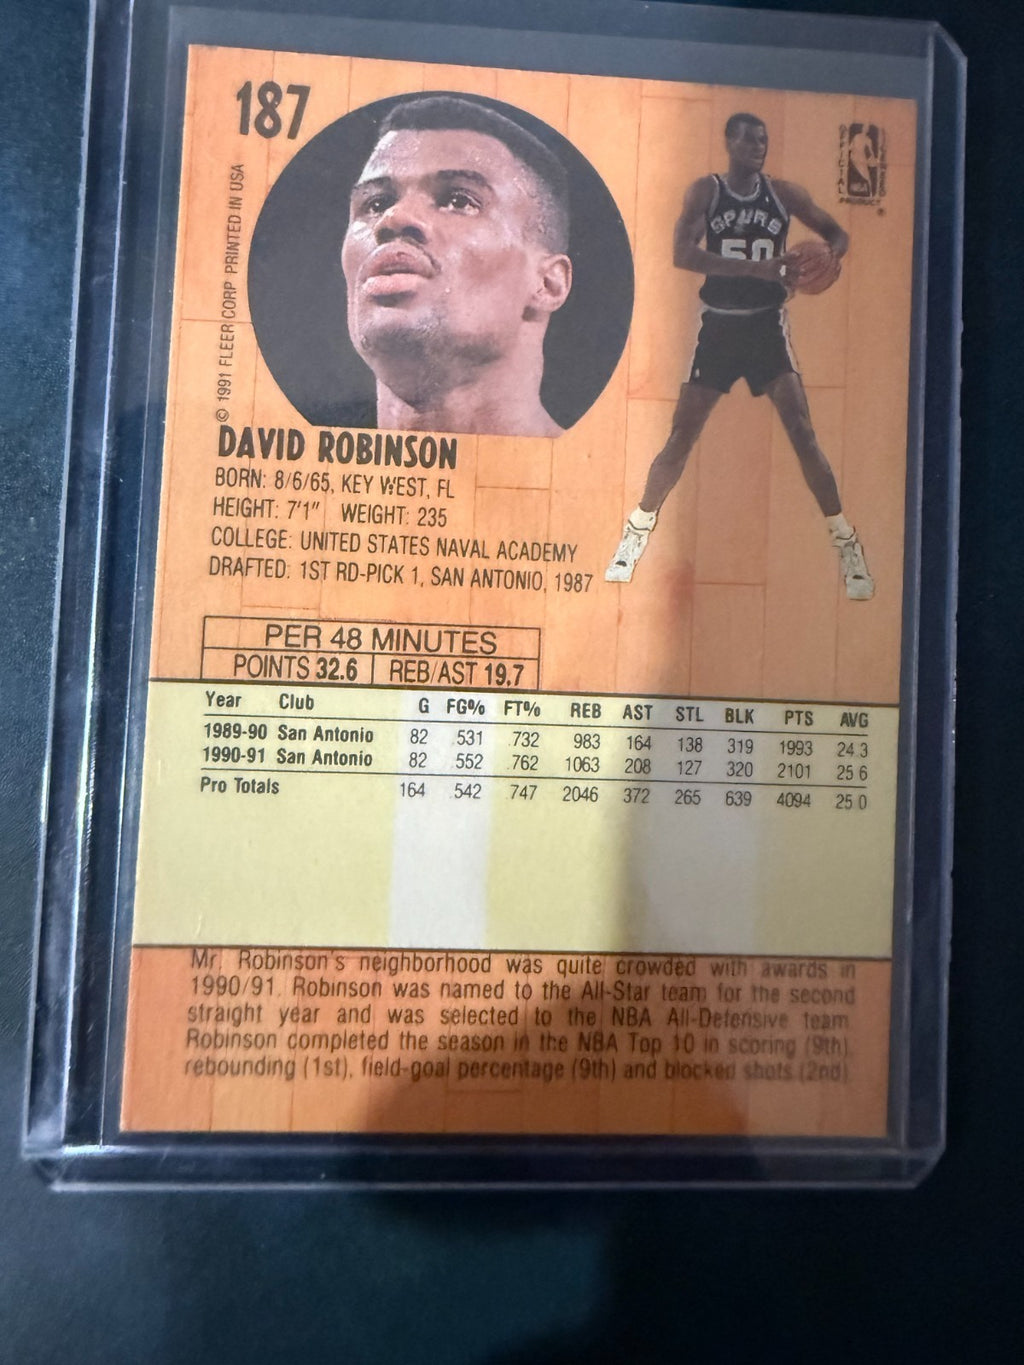 187
© 1991 FLEER CORP PRINTED IN USA
OFFICIAL
LICENSED
NBA
PRODUCT
®
SPURS
50
DAVID ROBINSON
BORN: 8/6/65, KEY WEST, FL
HEIGHT: 7'1" WEIGHT: 235
COLLEGE: UNITED STATES NAVAL ACADEMY
DRAFTED: 1ST RD-PICK 1, SAN ANTONIO, 1987
PER 48 MINUTES
POINTS 32.6 REB/AST 19.7
Year Club G FG% FT% REB AST STL BLK PTS AVG
1989-90 San Antonio 82 .531 .732 983 164 138 319 1993 24.3
1990-91 San Antonio 82 .552 .762 1063 208 127 320 2101 25.6
Pro Totals 164 .542 .747 2046 372 265 639 4094 25.0
Mr. Robinson's neighborhood was quite crowded with awards in
1990/91. Robinson was named to the All-Star team for the second
straight year and was selected to the NBA All-Defensive team.
Robinson completed the season in the NBA Top 10 in scoring (9th),
rebounding (1st), field-goal percentage (9th) and blocked shots (2nd).